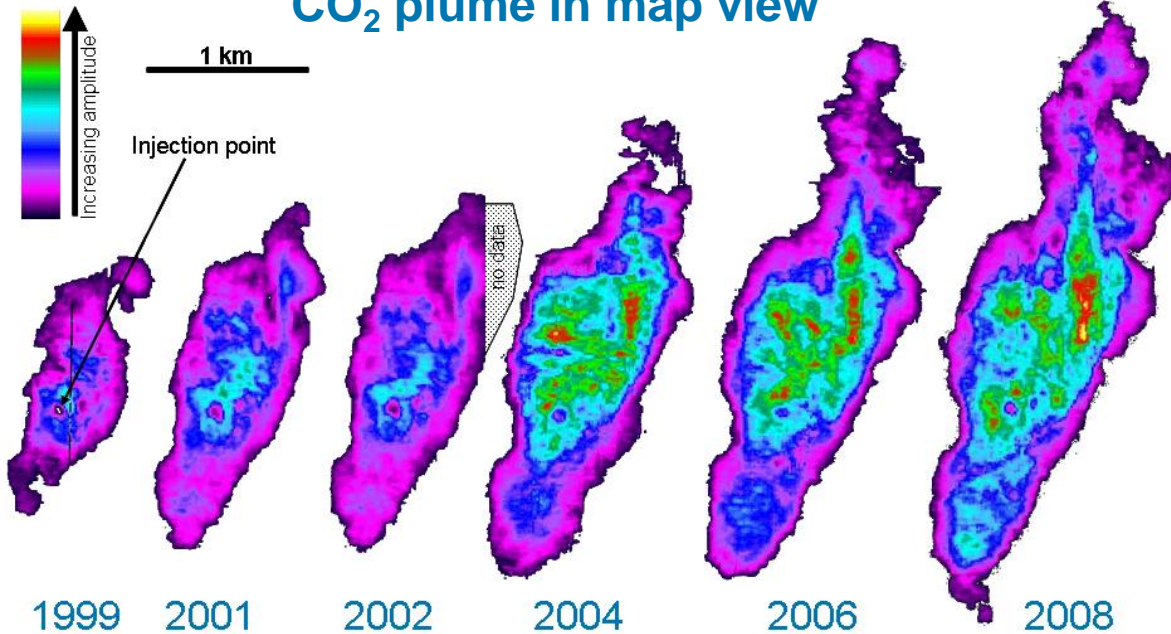 CO₂ plume in map view
Increasing amplitude
1 km
Injection point
no data
1999 2001 2002 2004 2006 2008